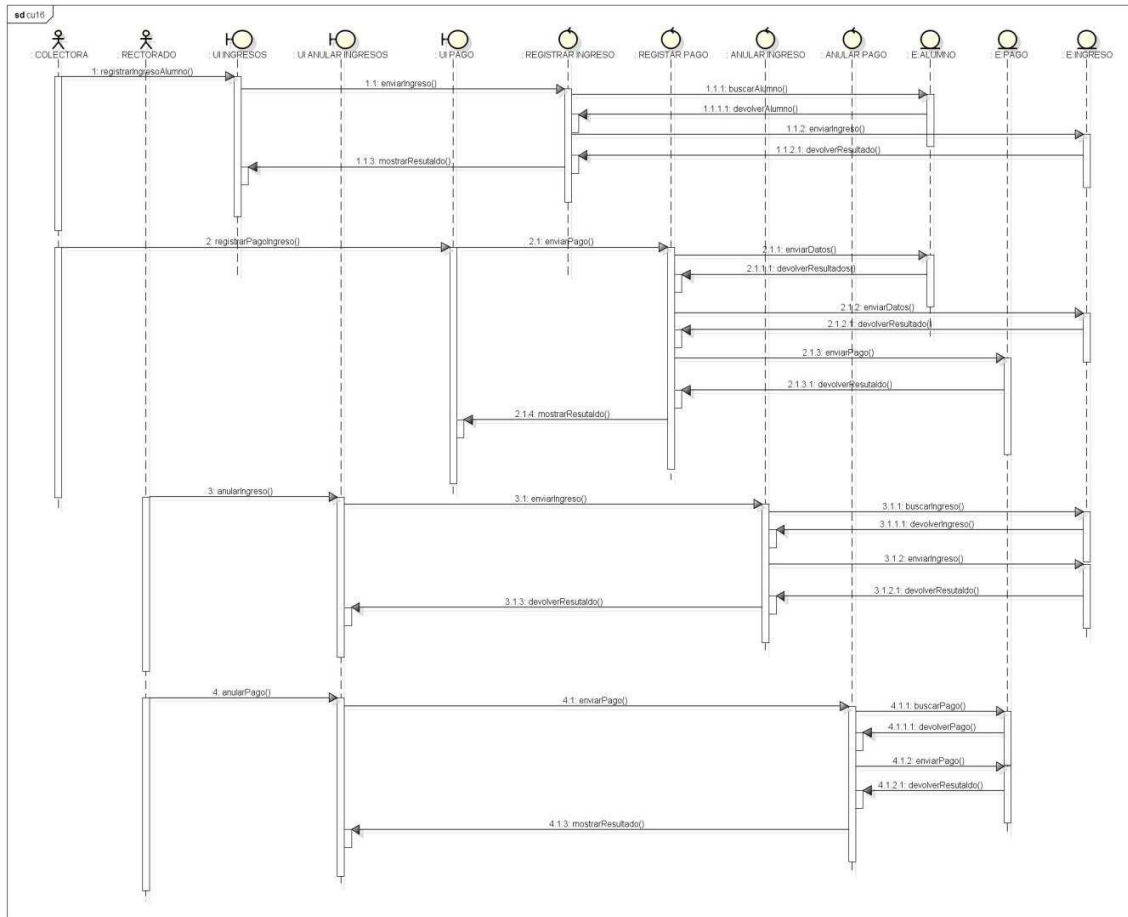 sd cu16
: COLECTORA
: RECTORADO
: UI INGRESOS
: UI ANULAR INGRESOS
: UI PAGO
: REGISTRAR INGRESO
: REGISTAR PAGO
: ANULAR INGRESO
: ANULAR PAGO
: E.ALUMNO
: E.PAGO
: E.INGRESO
1: registrarIngresoAlumno()
1.1: enviarIngreso()
1.1.1: buscarAlumno()
1.1.1.1: devolverAlumno()
1.1.2: enviarIngreso()
1.1.2.1: devolverResultado()
1.1.3: mostrarResutaldo()
2: registrarPagoIngreso()
2.1: enviarPago()
2.1.1: enviarDatos()
2.1.1.1: devolverResultados()
2.1.2: enviarDatos()
2.1.2.1: devolverResultado()
2.1.3: enviarPago()
2.1.3.1: devolverResutaldo()
2.1.4: mostrarResutaldo()
3: anularIngreso()
3.1: enviarIngreso()
3.1.1: buscarIngreso()
3.1.1.1: devolverIngreso()
3.1.2: enviarIngreso()
3.1.2.1: devolverResutaldo()
3.1.3: devolverResutaldo()
4: anularPago()
4.1: enviarPago()
4.1.1: buscarPago()
4.1.1.1: devolverPago()
4.1.2: enviarPago()
4.1.2.1: devolverResutaldo()
4.1.3: mostrarResultado()